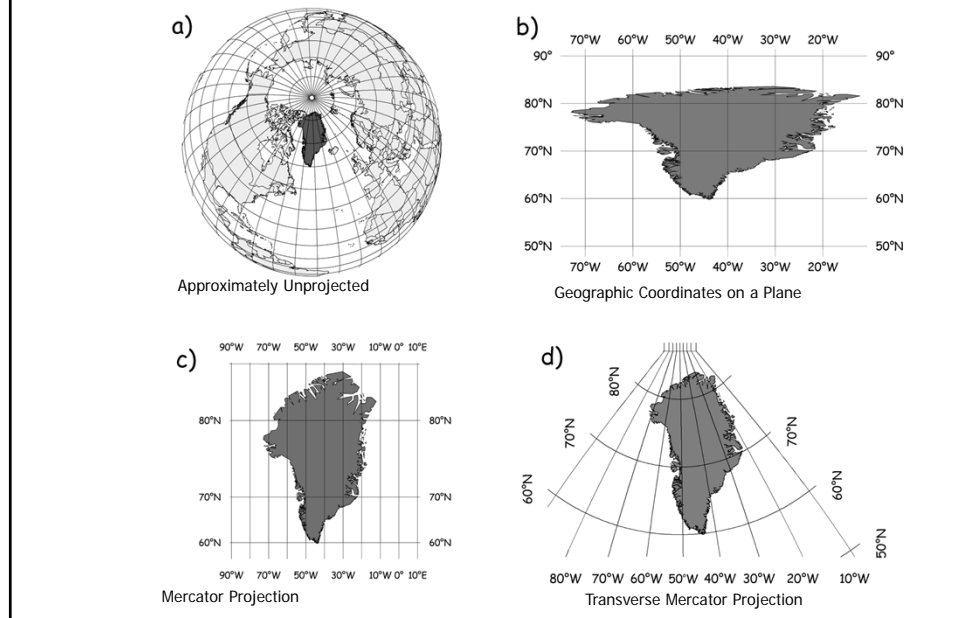 a)
Approximately Unprojected
b)
70°W 60°W 50°W 40°W 30°W 20°W
90° 90°
80°N 80°N
70°N 70°N
60°N 60°N
50°N 50°N
70°W 60°W 50°W 40°W 30°W 20°W
Geographic Coordinates on a Plane
c)
90°W 70°W 50°W 30°W 10°W 0° 10°E
80°N 80°N
70°N 70°N
60°N 60°N
90°W 70°W 50°W 30°W 10°W 0° 10°E
Mercator Projection
d)
80°N
70°N 70°N
60°N 60°N
50°N
80°W 70°W 60°W 50°W 40°W 30°W 20°W 10°W
Transverse Mercator Projection